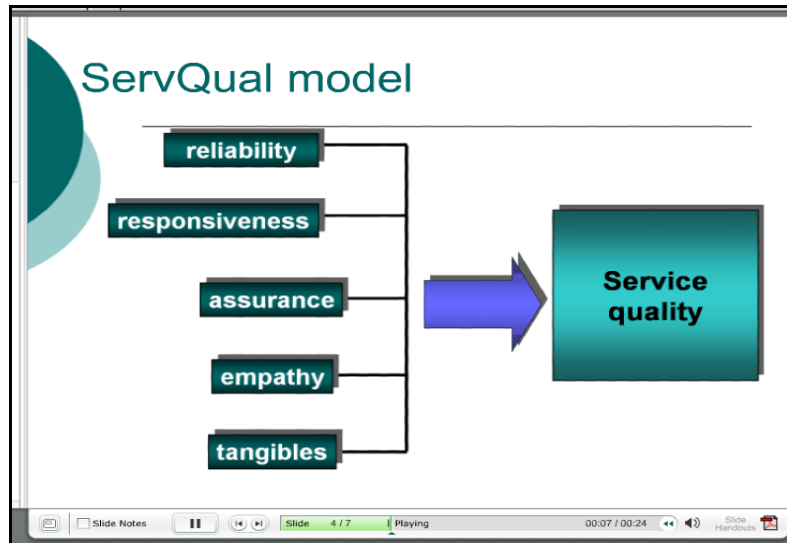 ServQual model
reliability
responsiveness
assurance
empathy
tangibles
Service
quality
Slide Notes
Slide 4 / 7
Playing
00:07 / 00:24
Slide
Handouts